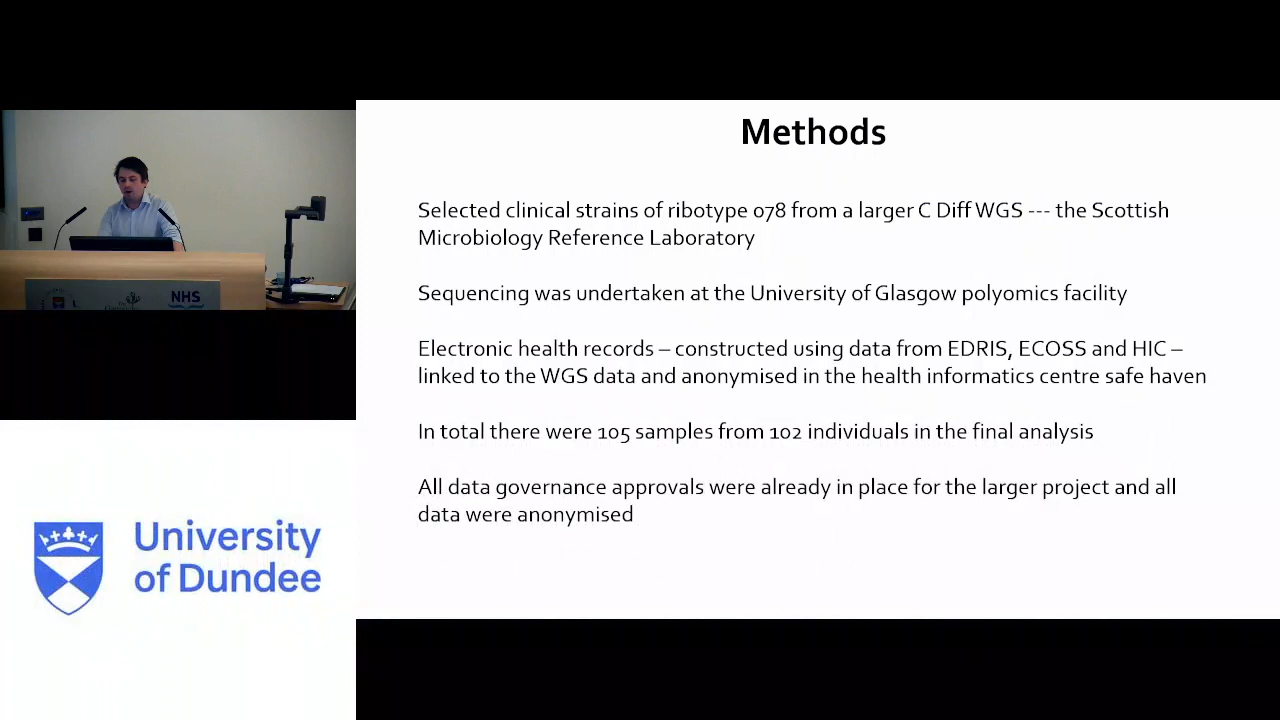 Methods
Selected clinical strains of ribotype 078 from a larger C Diff WGS --- the Scottish
Microbiology Reference Laboratory
Sequencing was undertaken at the University of Glasgow polyomics facility
Electronic health records – constructed using data from EDRIS, ECOSS and HIC –
linked to the WGS data and anonymised in the health informatics centre safe haven
In total there were 105 samples from 102 individuals in the final analysis
All data governance approvals were already in place for the larger project and all
data were anonymised
NHS
University
of Dundee